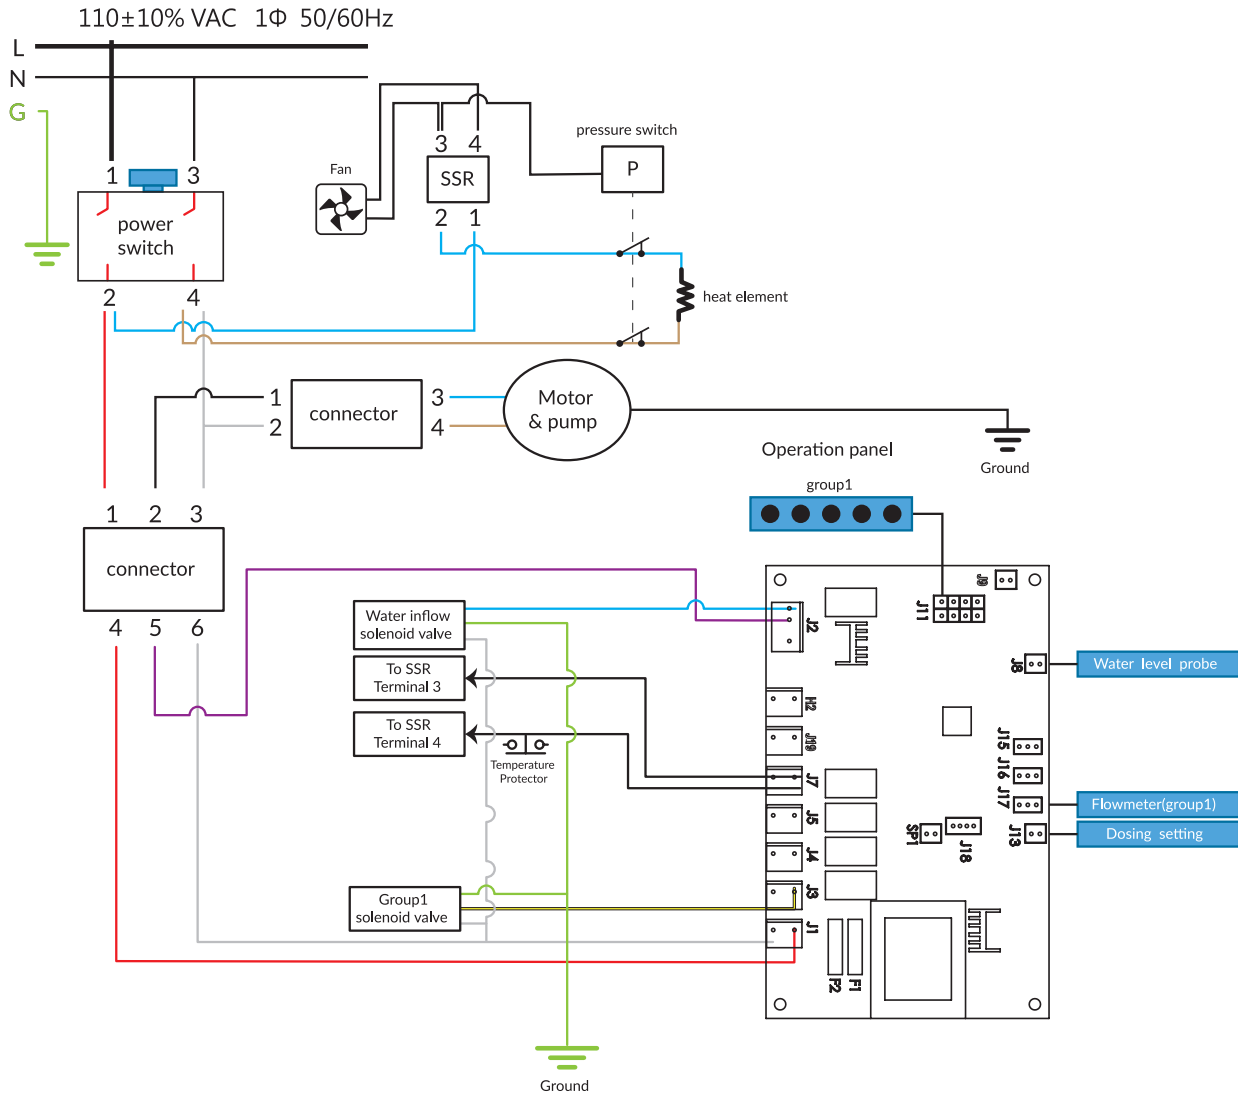 110±10% VAC 1Φ 50/60Hz
L
N
G
pressure switch
3 4
Fan
P
1 3
SSR
power
switch
2 1
2 4
heat element
1
connector
3
Motor
& pump
2
4
Operation panel
Ground
group1
1 2 3
connector
J9
J11
Water inflow
solenoid valve
4 5 6
J2
J8
Water level probe
To SSR
Terminal 3
H2
To SSR
Terminal 4
J19
J15
Temperature
Protector
J7
J16
J17
Flowmeter(group1)
J5
SP1
J18
J13
Dosing setting
J4
Group1
solenoid valve
J3
J1
F2
F1
Ground